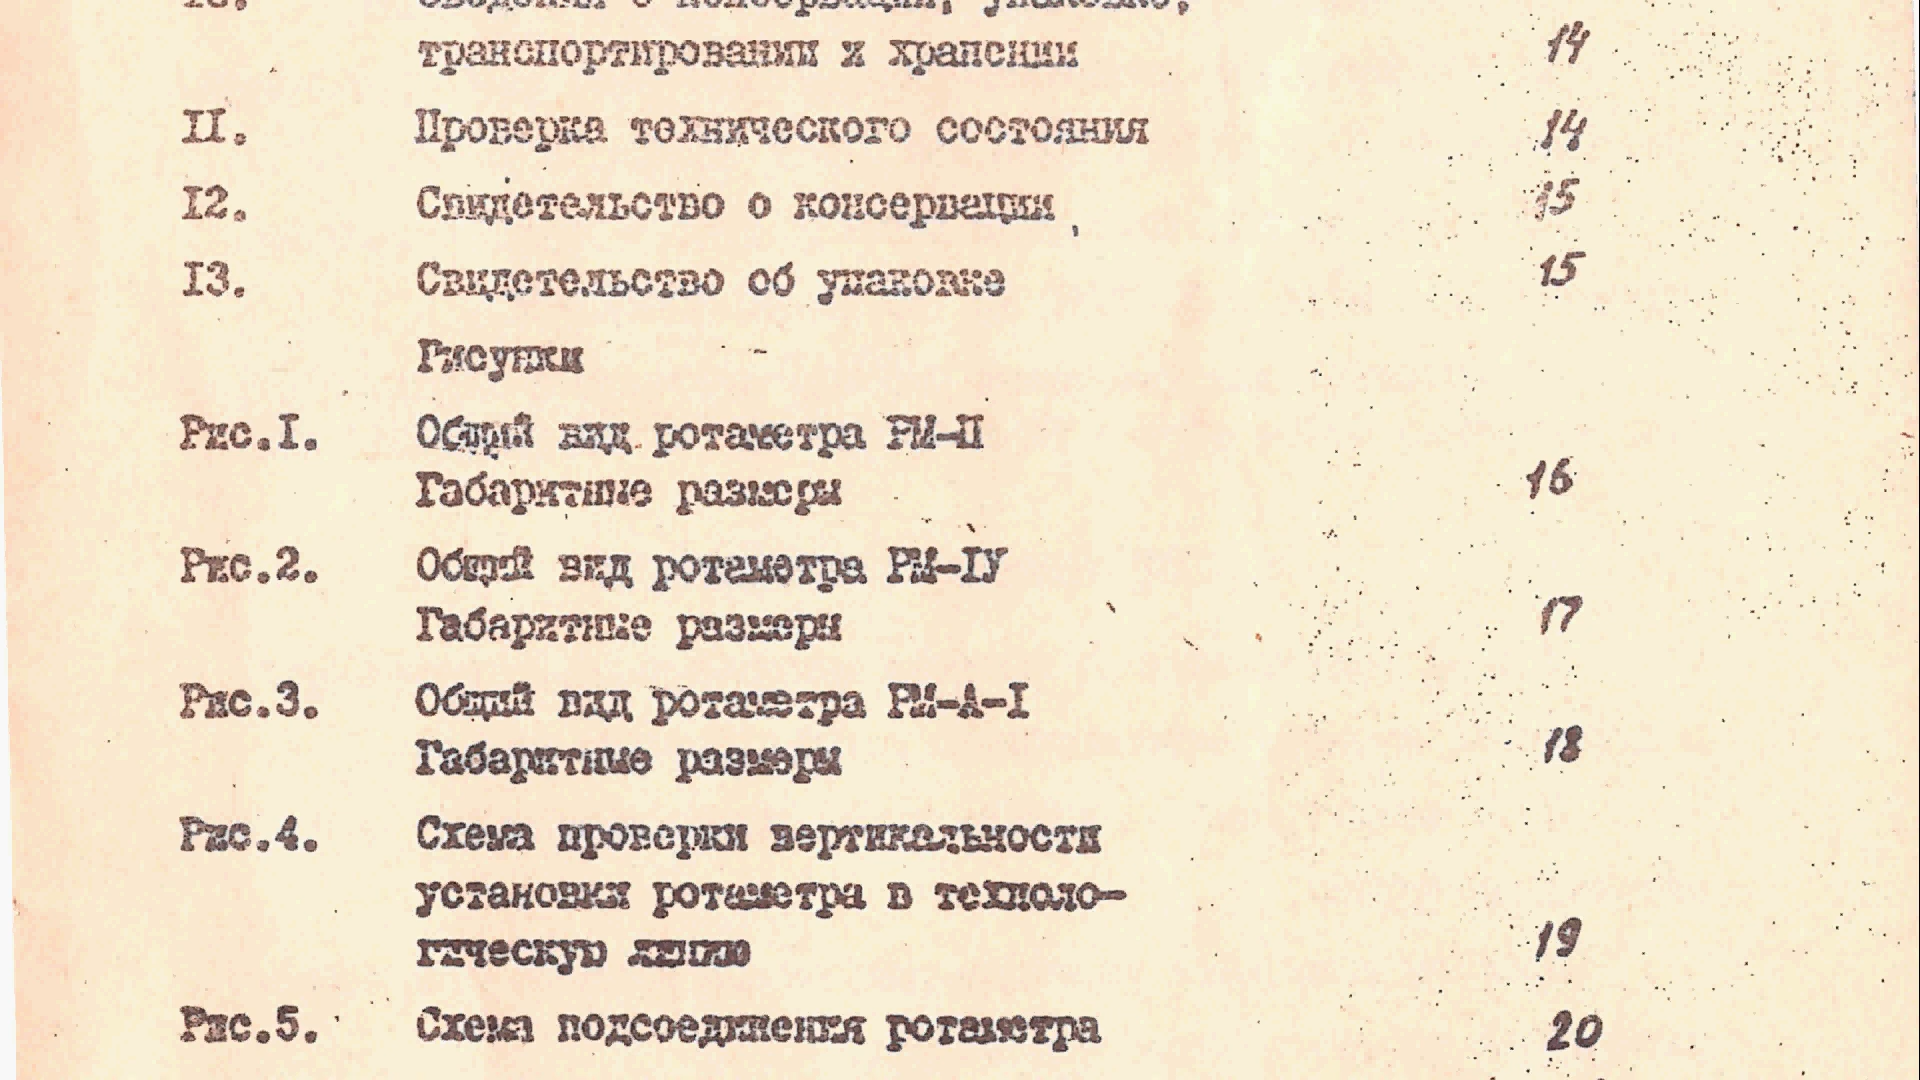 транспортировании и хранении 14
II. Проверка технического состояния 14
I2. Свидетельство о консервации 15
I3. Свидетельство об упаковке 15
Рисунки
Рис.I. Общий вид ротаметра РМ-П
Габаритные размеры 16
Рис.2. Общий вид ротаметра РМ-IУ
Габаритные размеры 17
Рис.3. Общий вид ротаметра РМ-А-I
Габаритные размеры 18
Рис.4. Схема проверки вертикальности
установки ротаметра в техноло-
гическую линию 19
Рис.5. Схема подсоединения ротаметра 20